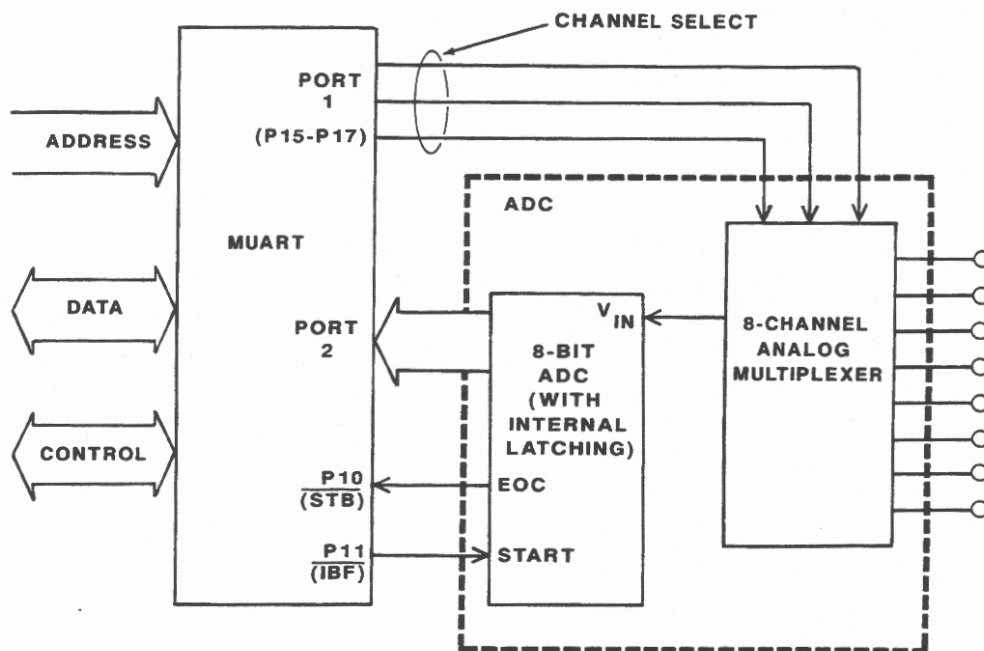 CHANNEL SELECT
PORT
1
(P15-P17)
ADDRESS
ADC
MUART
DATA
PORT
2
V IN
8-BIT
ADC
(WITH
INTERNAL
LATCHING)
8-CHANNEL
ANALOG
MULTIPLEXER
CONTROL
P10
(STB)
EOC
P11
(IBF)
START